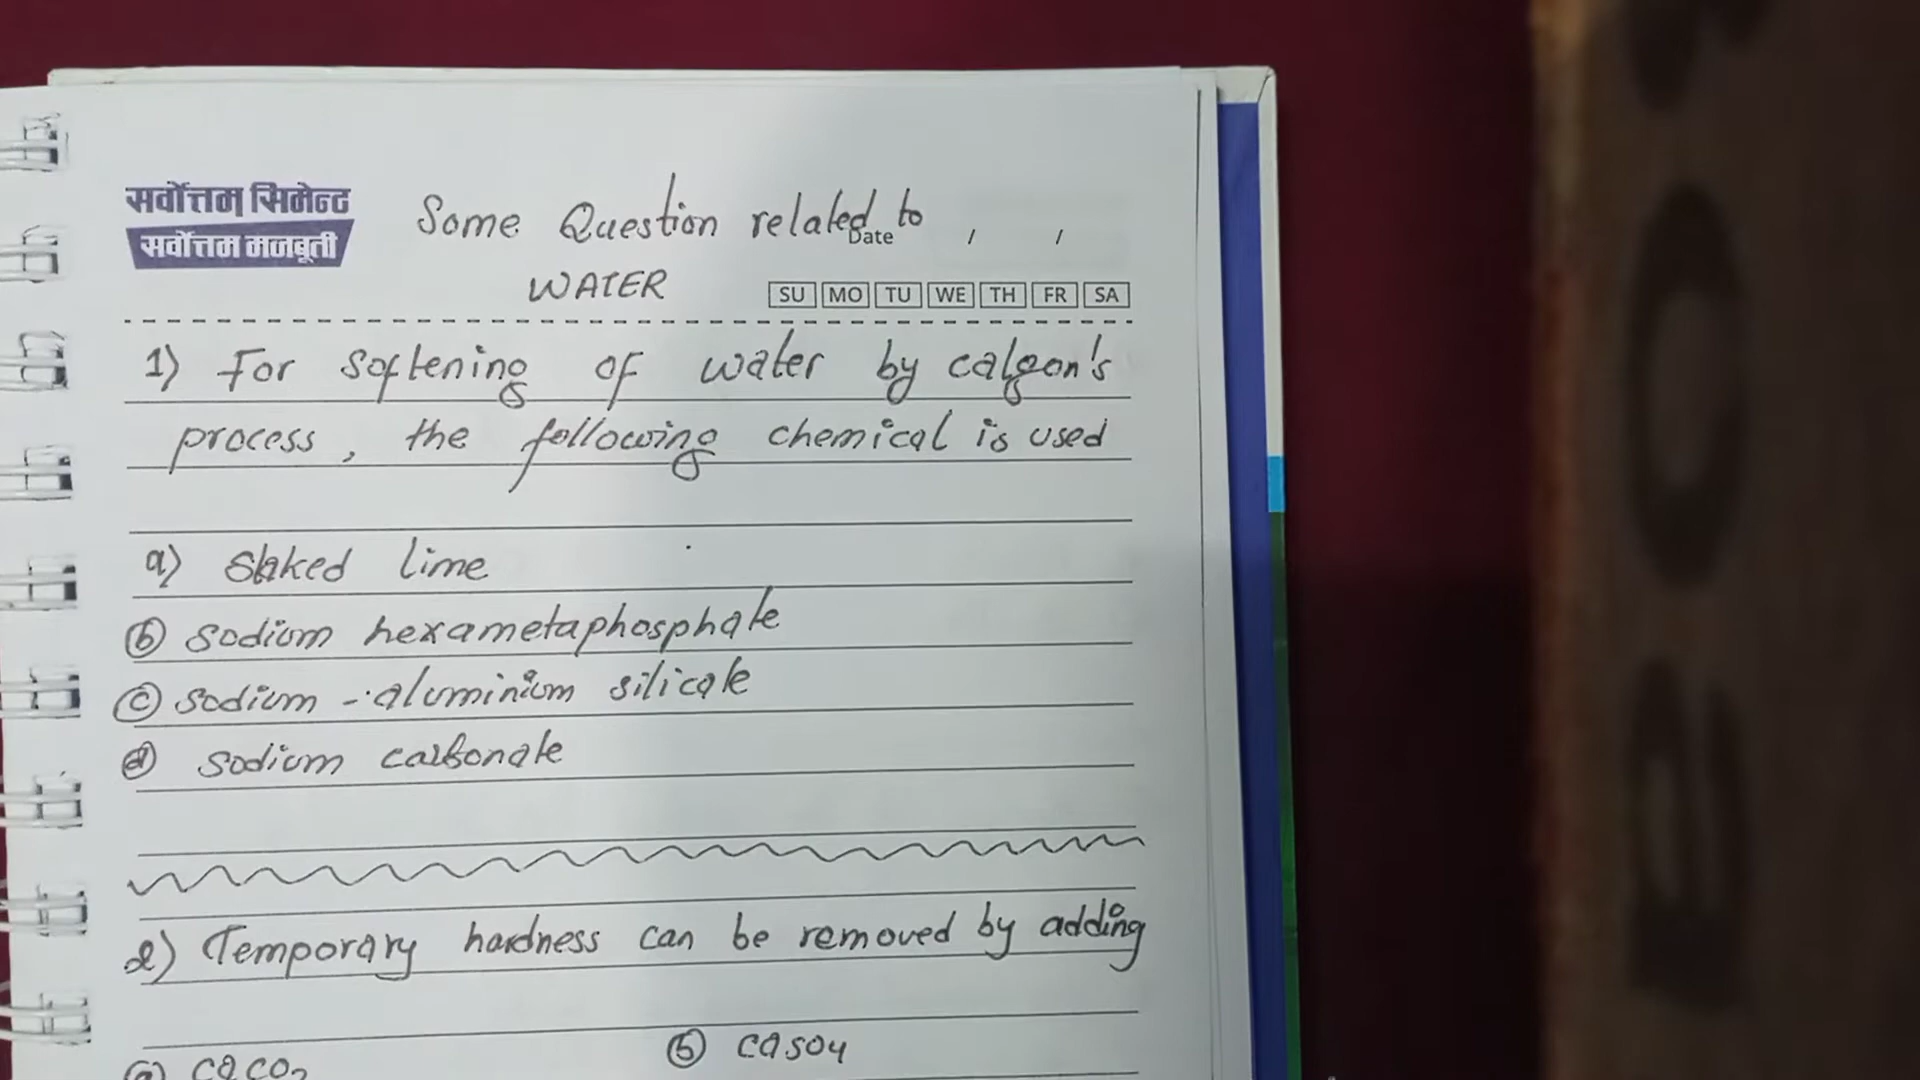 सर्वोत्तम सिमेन्ट
सर्वोत्तम मजबूती
Some Question related to
Date / /
WATER
SU MO TU WE TH FR SA
1) For softening of water by calgon's
process, the following chemical is used
a) slaked lime
b) sodium hexametaphosphate
c) sodium - aluminium silicate
d) sodium carbonate
2) Temporary hardness can be removed by adding
a) CaCO3
b) CaSO4